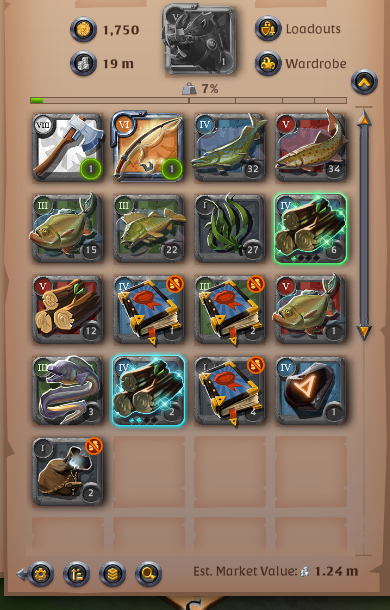 1,750
Loadouts
19 m
Wardrobe
7%
VIII
1
VI
1
IV
32
V
34
III
15
III
22
I
27
IV
6
V
12
IV
III
V
1
III
3
IV
2
I
IV
1
I
2
Est. Market Value: 1.24 m